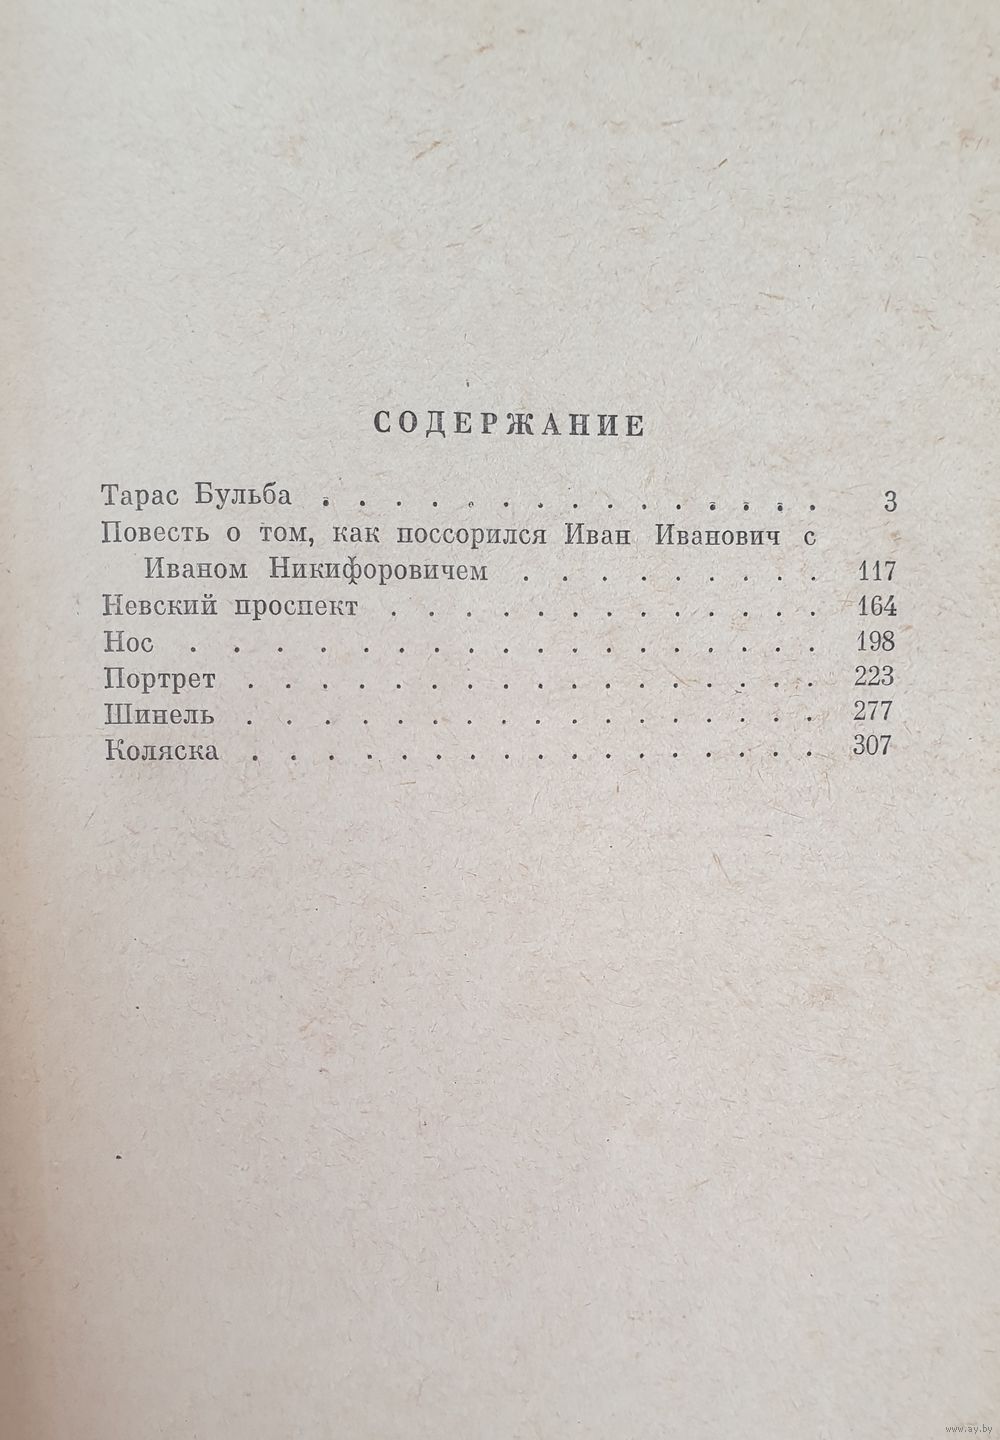 СОДЕРЖАНИЕ
Тарас Бульба . . . . . . . . . . . . . . 3
Повесть о том, как поссорился Иван Иванович с
Иваном Никифоровичем . . . . . . . . . 117
Невский проспект . . . . . . . . . . . . 164
Нос . . . . . . . . . . . . . . . . . . 198
Портрет . . . . . . . . . . . . . . . . 223
Шинель . . . . . . . . . . . . . . . . 277
Коляска . . . . . . . . . . . . . . . . 307
www.ay.by